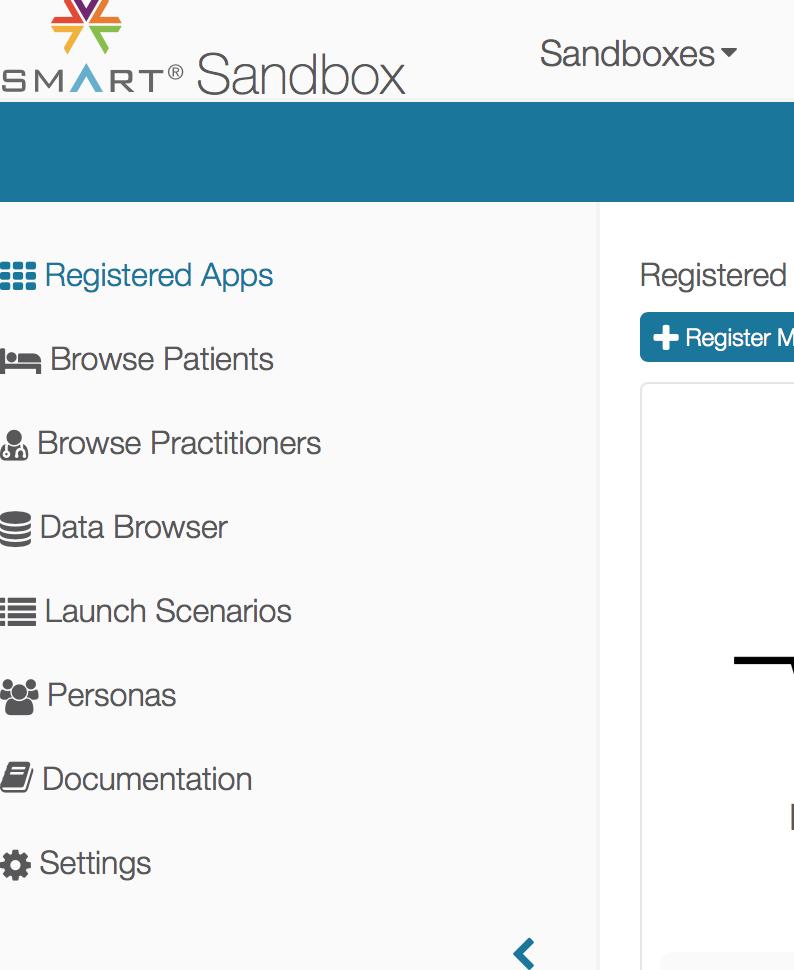 SMART® Sandbox
Sandboxes
Registered Apps
Registered
Register
Browse Patients
Browse Practitioners
Data Browser
Launch Scenarios
Personas
Documentation
Settings